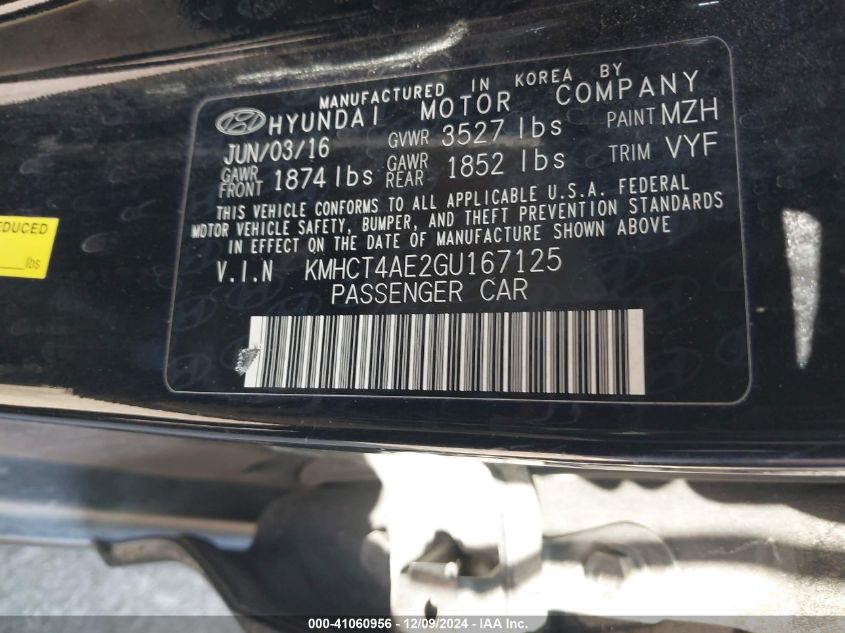 MANUFACTURED IN KOREA BY
HYUNDAI MOTOR COMPANY
JUN/03/16 GVWR 3527 lbs PAINT MZH
GAWR FRONT 1874 lbs GAWR REAR 1852 lbs TRIM VYF
THIS VEHICLE CONFORMS TO ALL APPLICABLE U.S.A. FEDERAL
MOTOR VEHICLE SAFETY, BUMPER, AND THEFT PREVENTION STANDARDS
IN EFFECT ON THE DATE OF MANUFACTURE SHOWN ABOVE
V.I.N KMHCT4AE2GU167125
PASSENGER CAR
lbs
000-41060956 - 12/09/2024 - IAA Inc.